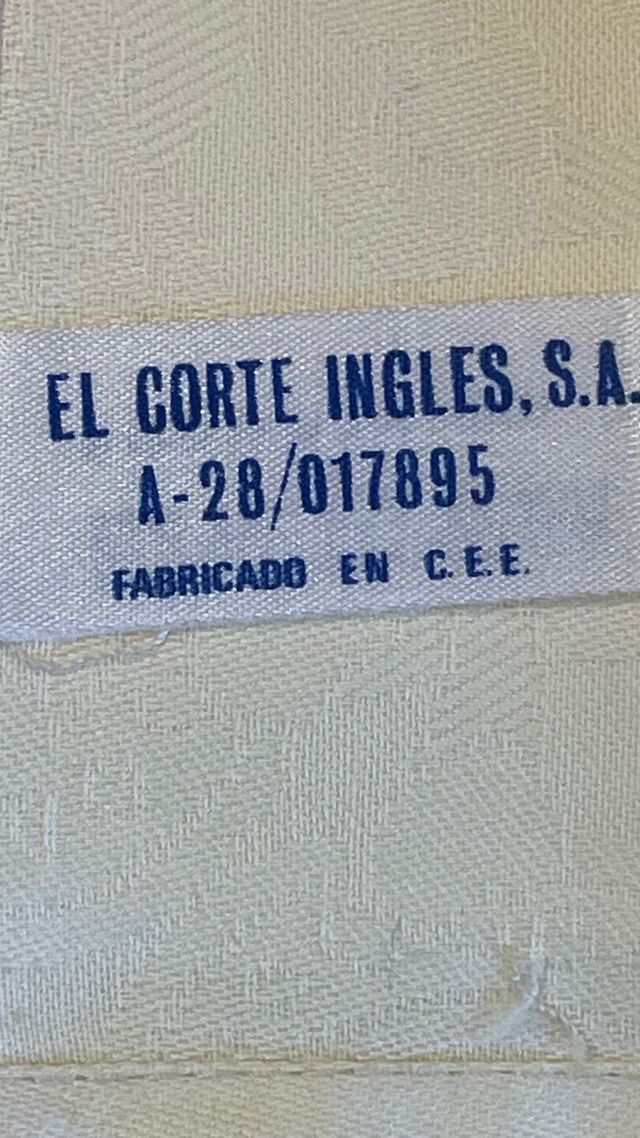 EL CORTE INGLES, S.A.
A-28/017895
FABRICADO EN C.E.E.